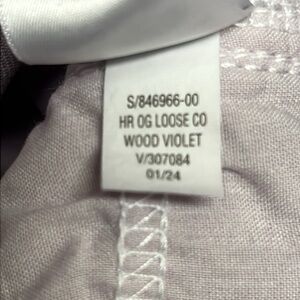 S/846966-00
HR OG LOOSE CO
WOOD VIOLET
V/307084
01/24